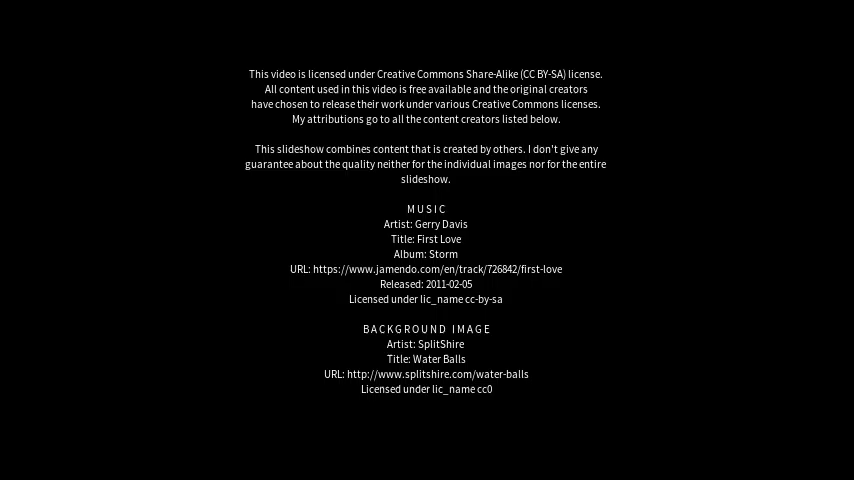 This video is licensed under Creative Commons Share-Alike (CC BY-SA) license.
All content used in this video is free available and the original creators
have chosen to release their work under various Creative Commons licenses.
My attributions go to all the content creators listed below.
This slideshow combines content that is created by others. I don't give any
guarantee about the quality neither for the individual images nor for the entire
slideshow.
MUSIC
Artist: Gerry Davis
Title: First Love
Album: Storm
URL: https://www.jamendo.com/en/track/726842/first-love
Released: 2011-02-05
Licensed under lic_name cc-by-sa
BACKGROUND IMAGE
Artist: SplitShire
Title: Water Balls
URL: http://www.splitshire.com/water-balls
Licensed under lic_name cc0